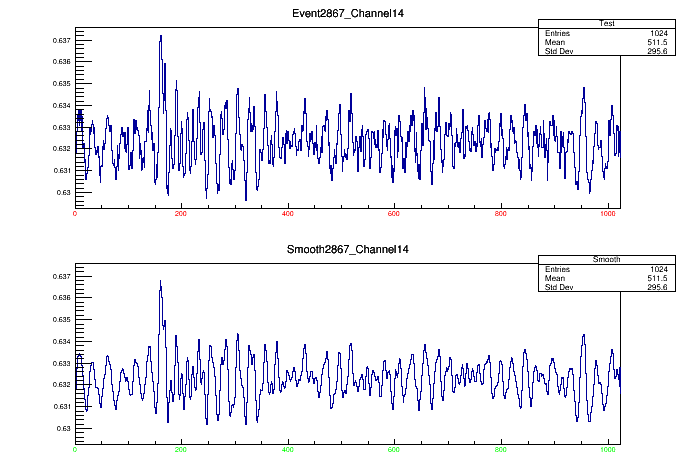 Event2867_Channel14
Test
Entries 1024
Mean 511.5
Std Dev 295.6
0.637
0.636
0.635
0.634
0.633
0.632
0.631
0.63
0 200 400 600 800 1000
Smooth2867_Channel14
Smooth
Entries 1024
Mean 511.5
Std Dev 295.6
0.637
0.636
0.635
0.634
0.633
0.632
0.631
0.63
0 200 400 600 800 1000